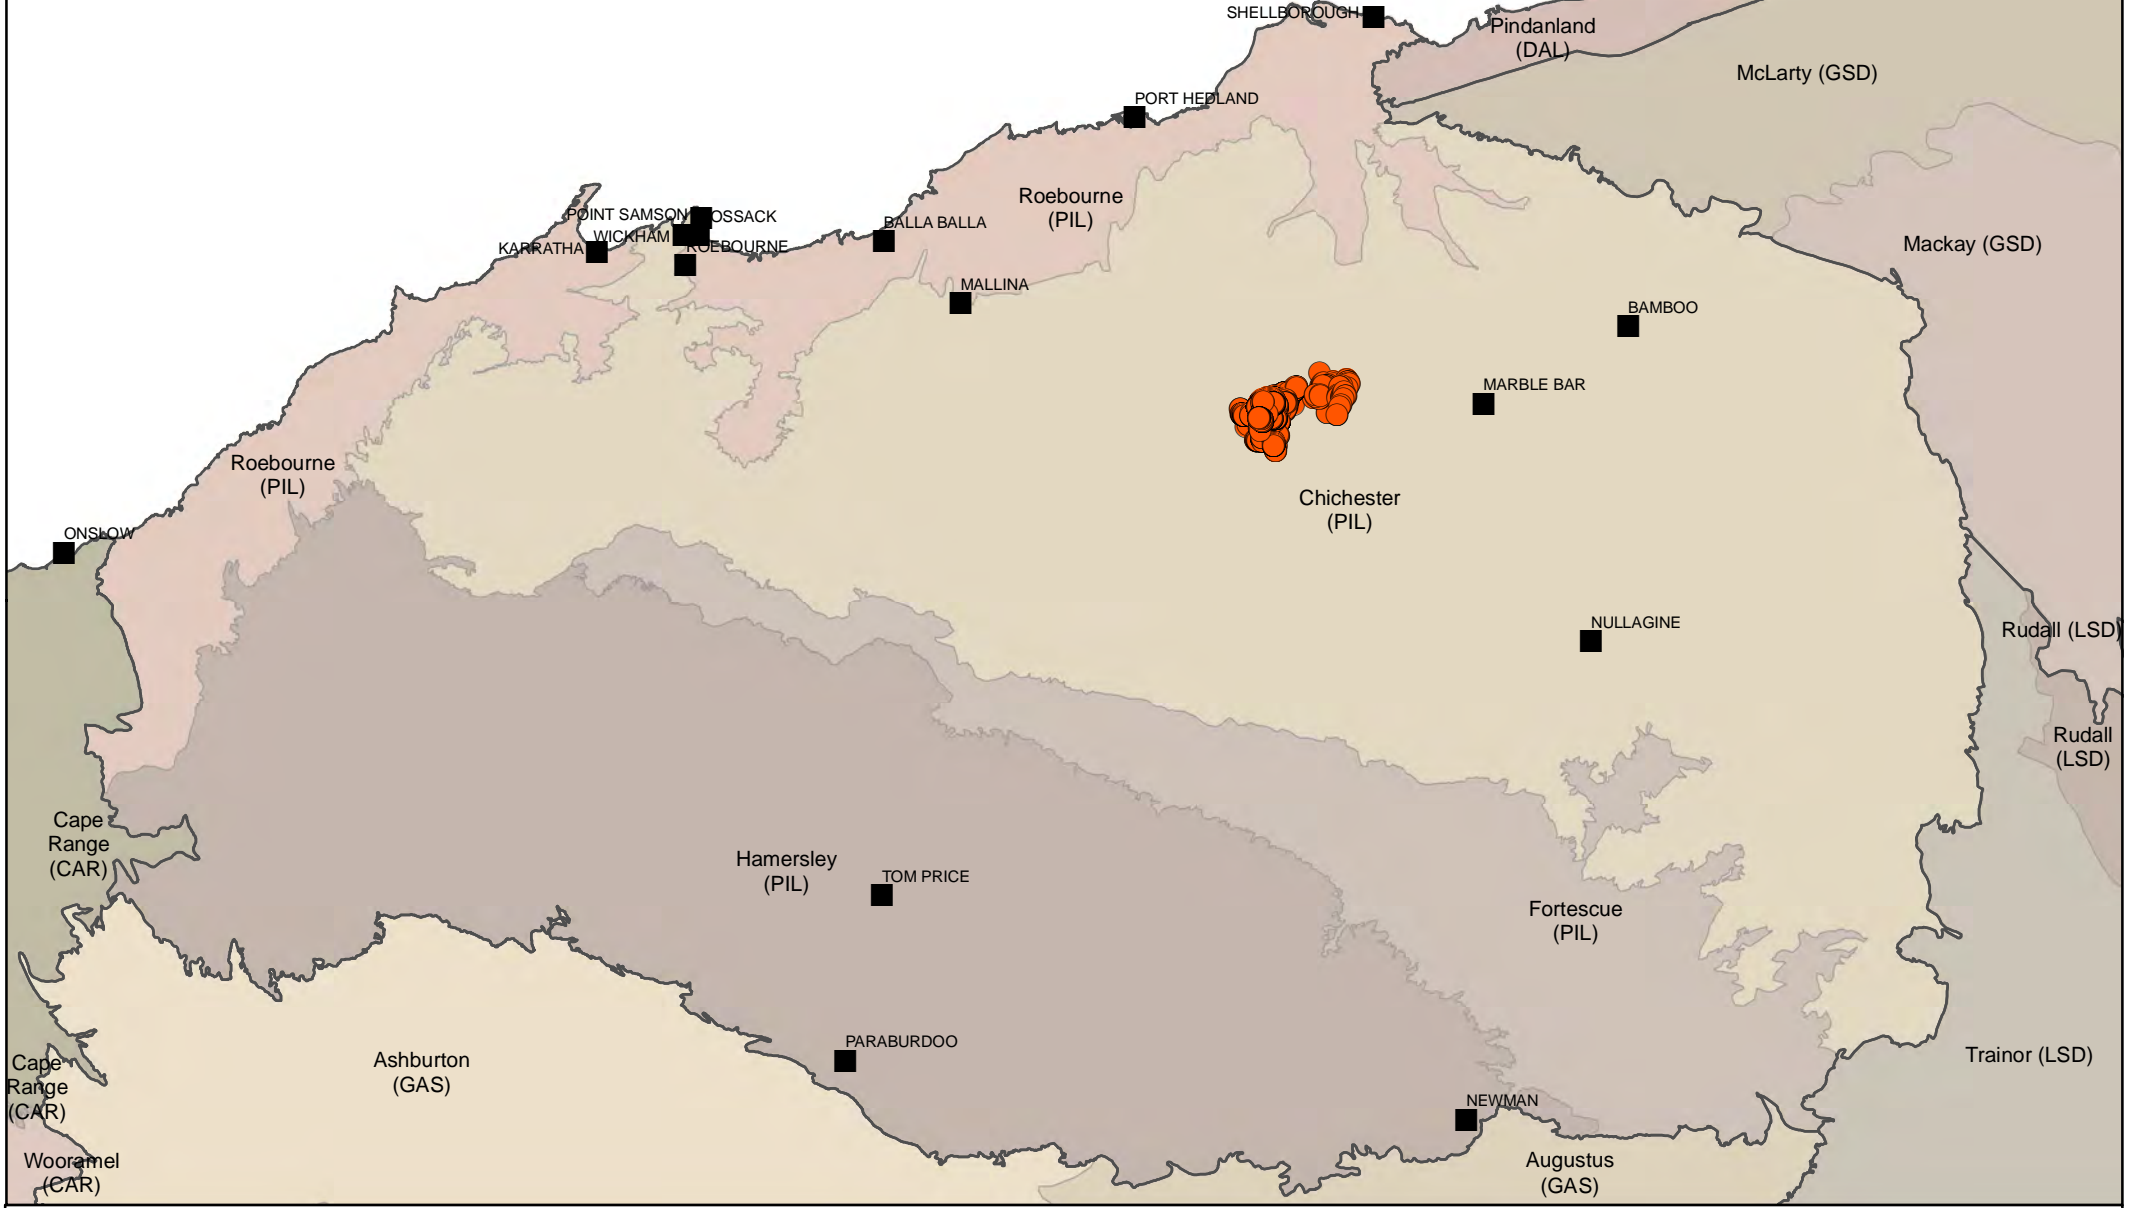 SHELLBOROUGH
Pindanland
(DAL)
McLarty (GSD)
PORT HEDLAND
Roebourne
(PIL)
POINT SAMSON
OSSACK
BALLA BALLA
WICKHAM
KARRATHA
ROEBOURNE
Mackay (GSD)
MALLINA
BAMBOO
MARBLE BAR
Roebourne
(PIL)
Chichester
(PIL)
ONSLOW
NULLAGINE
Rudall (LSD)
Rudall
(LSD)
Cape
Range
(CAR)
Hamersley
(PIL)
TOM PRICE
Fortescue
(PIL)
PARABURDOO
Ashburton
(GAS)
Trainor (LSD)
Cape
Range
(CAR)
NEWMAN
Wooramel
(CAR)
Augustus
(GAS)